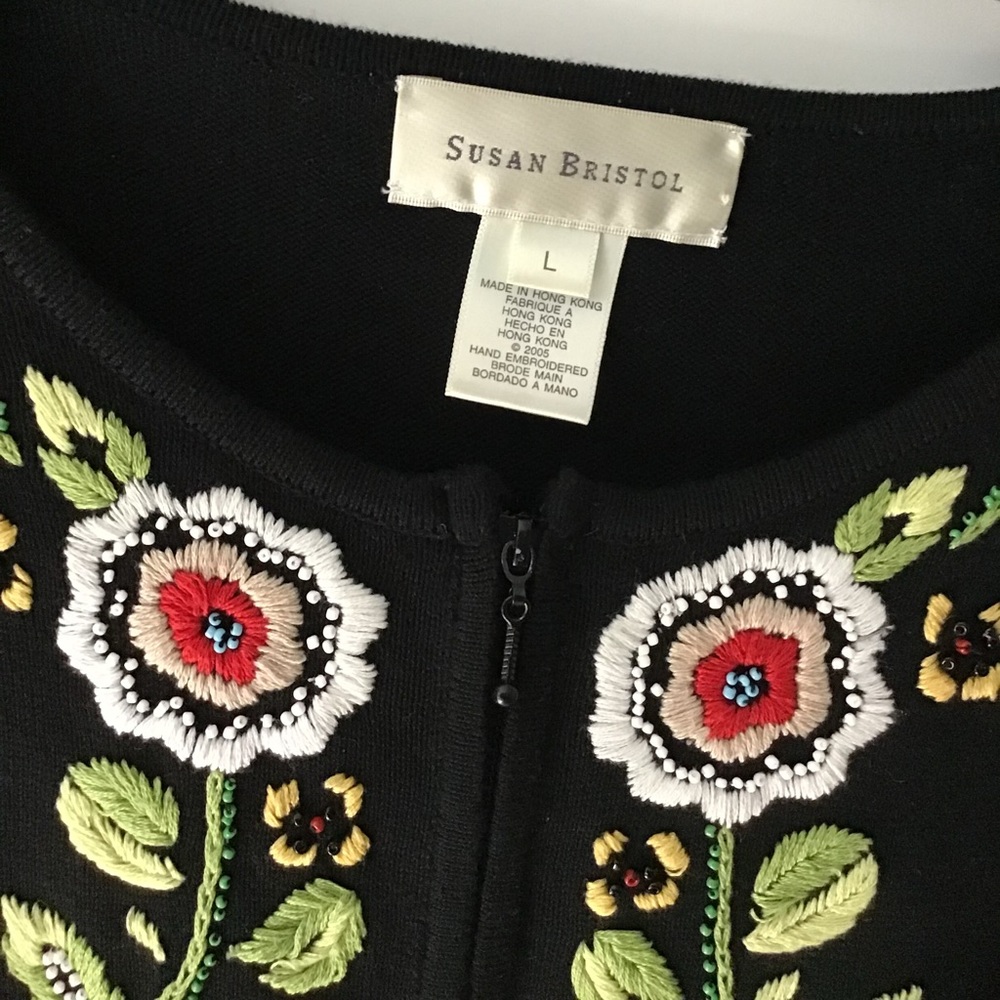 SUSAN BRISTOL
L
MADE IN HONG KONG
FABRIQUE A
HONG KONG
HECHO EN
HONG KONG
© 2005
HAND EMBROIDERED
BRODE MAIN
BORDADO A MANO